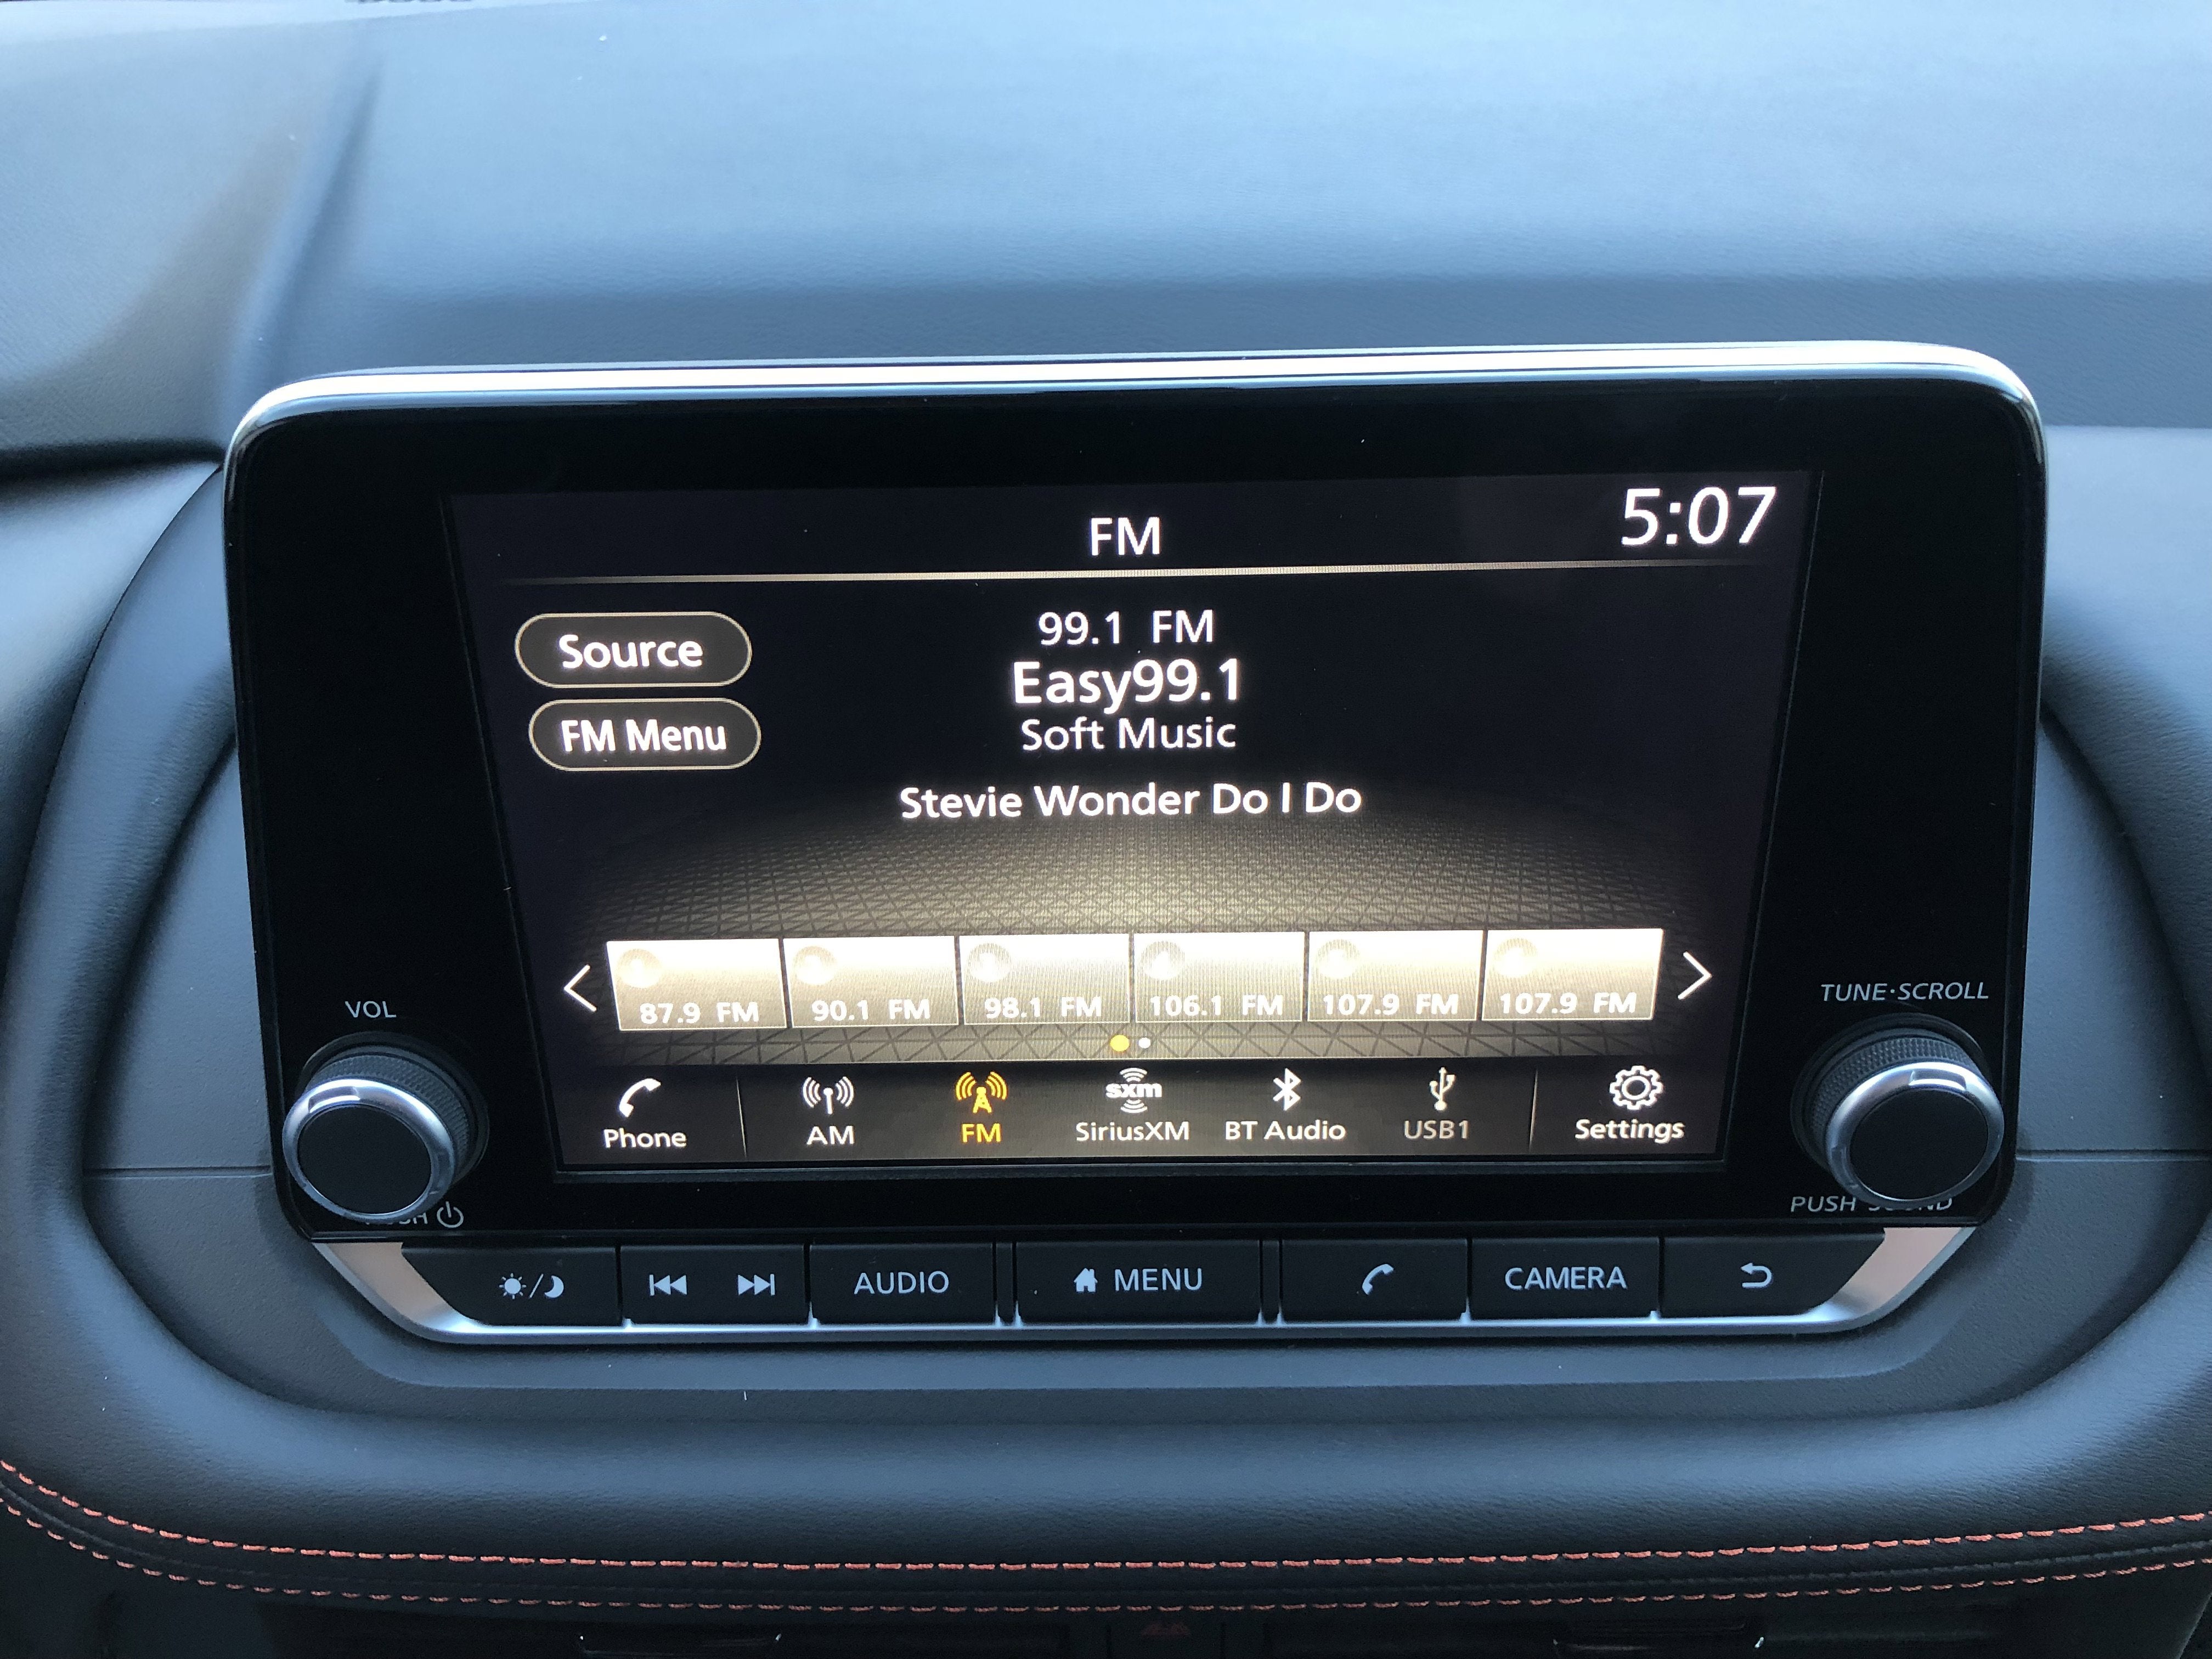 FM
5:07
Source
99.1 FM
Easy99.1
FM Menu
Soft Music
Stevie Wonder Do I Do
87.9 FM
90.1 FM
98.1 FM
106.1 FM
107.9 FM
107.9 FM
VOL
TUNE·SCROLL
sxm
Phone
AM
FM
SiriusXM
BT Audio
USB1
Settings
PUSH
AUDIO
MENU
CAMERA